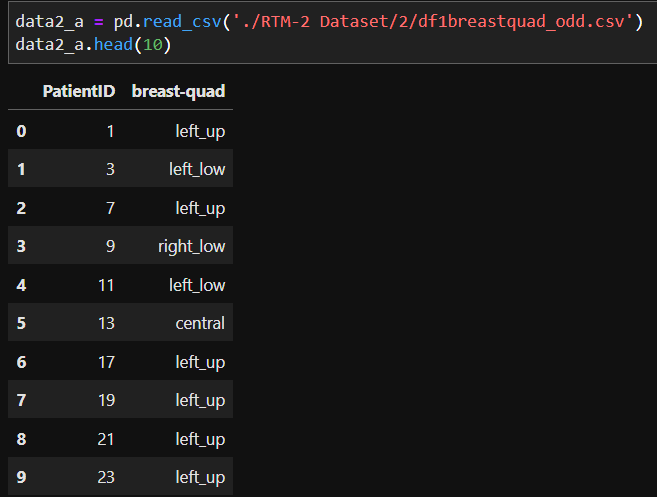 data2_a = pd.read_csv('./RTM-2 Dataset/2/df1breastquad_odd.csv')
data2_a.head(10)
PatientID breast-quad
0 1 left_up
1 3 left_low
2 7 left_up
3 9 right_low
4 11 left_low
5 13 central
6 17 left_up
7 19 left_up
8 21 left_up
9 23 left_up